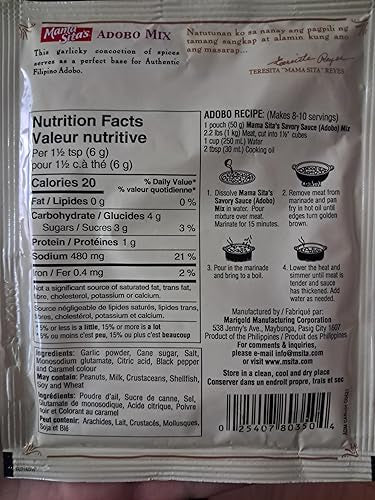 Mama Sita's ADOBO MIX
This garlicky concoction of spices
serves as a perfect base for Authentic
Filipino Adobo.
Natutunan ko sa nanay ang pagpili ng
tamang sangkap at alamin kung ano
ang masarap...
Teresita Reyes
TERESITA "MAMA SITA" REYES
Nutrition Facts
Valeur nutritive
Per 1½ tsp (6 g)
pour 1½ c.à thé (6 g)
Calories 20
% Daily Value*
% valeur quotidienne*
Fat / Lipides 0 g 0 %
Carbohydrate / Glucides 4 g
Sugars / Sucres 3 g 3 %
Protein / Protéines 1 g
Sodium 480 mg 21 %
Iron / Fer 0.4 mg 2 %
Not a significant source of saturated fat, trans fat,
fibre, cholesterol, potassium or calcium.
Source négligeable de lipides saturés, lipides trans,
fibres, cholestérol, potassium et calcium.
5% or less is a little, 15% or more is a lot
5% ou moins c'est peu, 15% ou plus c'est beaucoup
Ingredients: Garlic powder, Cane sugar, Salt,
Monosodium glutamate, Citric acid, Black pepper
and Caramel colour
May contain: Peanuts, Milk, Crustaceans, Shellfish,
Soy and Wheat
Ingrédients: Poudre d'ail, Sucre de canne, Sel,
Glutamate de monosodique, Acide citrique, Poivre
noir et Colorant au caramel
Peut contenir: Arachides, Lait, Crustacés, Mollusques,
Soja et Blé
ADOBO RECIPE: (Makes 8-10 servings)
1 pouch (50 g) Mama Sita's Savory Sauce (Adobo) Mix
2.2 lbs (1 kg) Meat, cut into 1½" cubes
1 cup (250 mL) Water
2 tbsp (30 mL) Cooking oil
1. Dissolve Mama Sita's
Savory Sauce (Adobo)
Mix in water. Pour
mixture over meat.
Marinate for 15 minutes.
2. Remove meat from
marinade and pan
fry in hot oil until
edges turn golden
brown.
3. Pour in the marinade
and bring to a boil.
4. Lower the heat and
simmer until meat is
tender and sauce
has thickened. Add
water as needed.
Manufactured by / Fabriqué par:
Marigold Manufacturing Corporation
538 Jenny's Ave., Maybunga, Pasig City 1607
Product of the Philippines / Produit des Philippines
For comments & inquiries,
please e-mail info@msita.com
or visit www.msita.com
Store in a clean, cool and dry place
Conserver dans un endroit propre, frais et sec
0 25407 80350 4